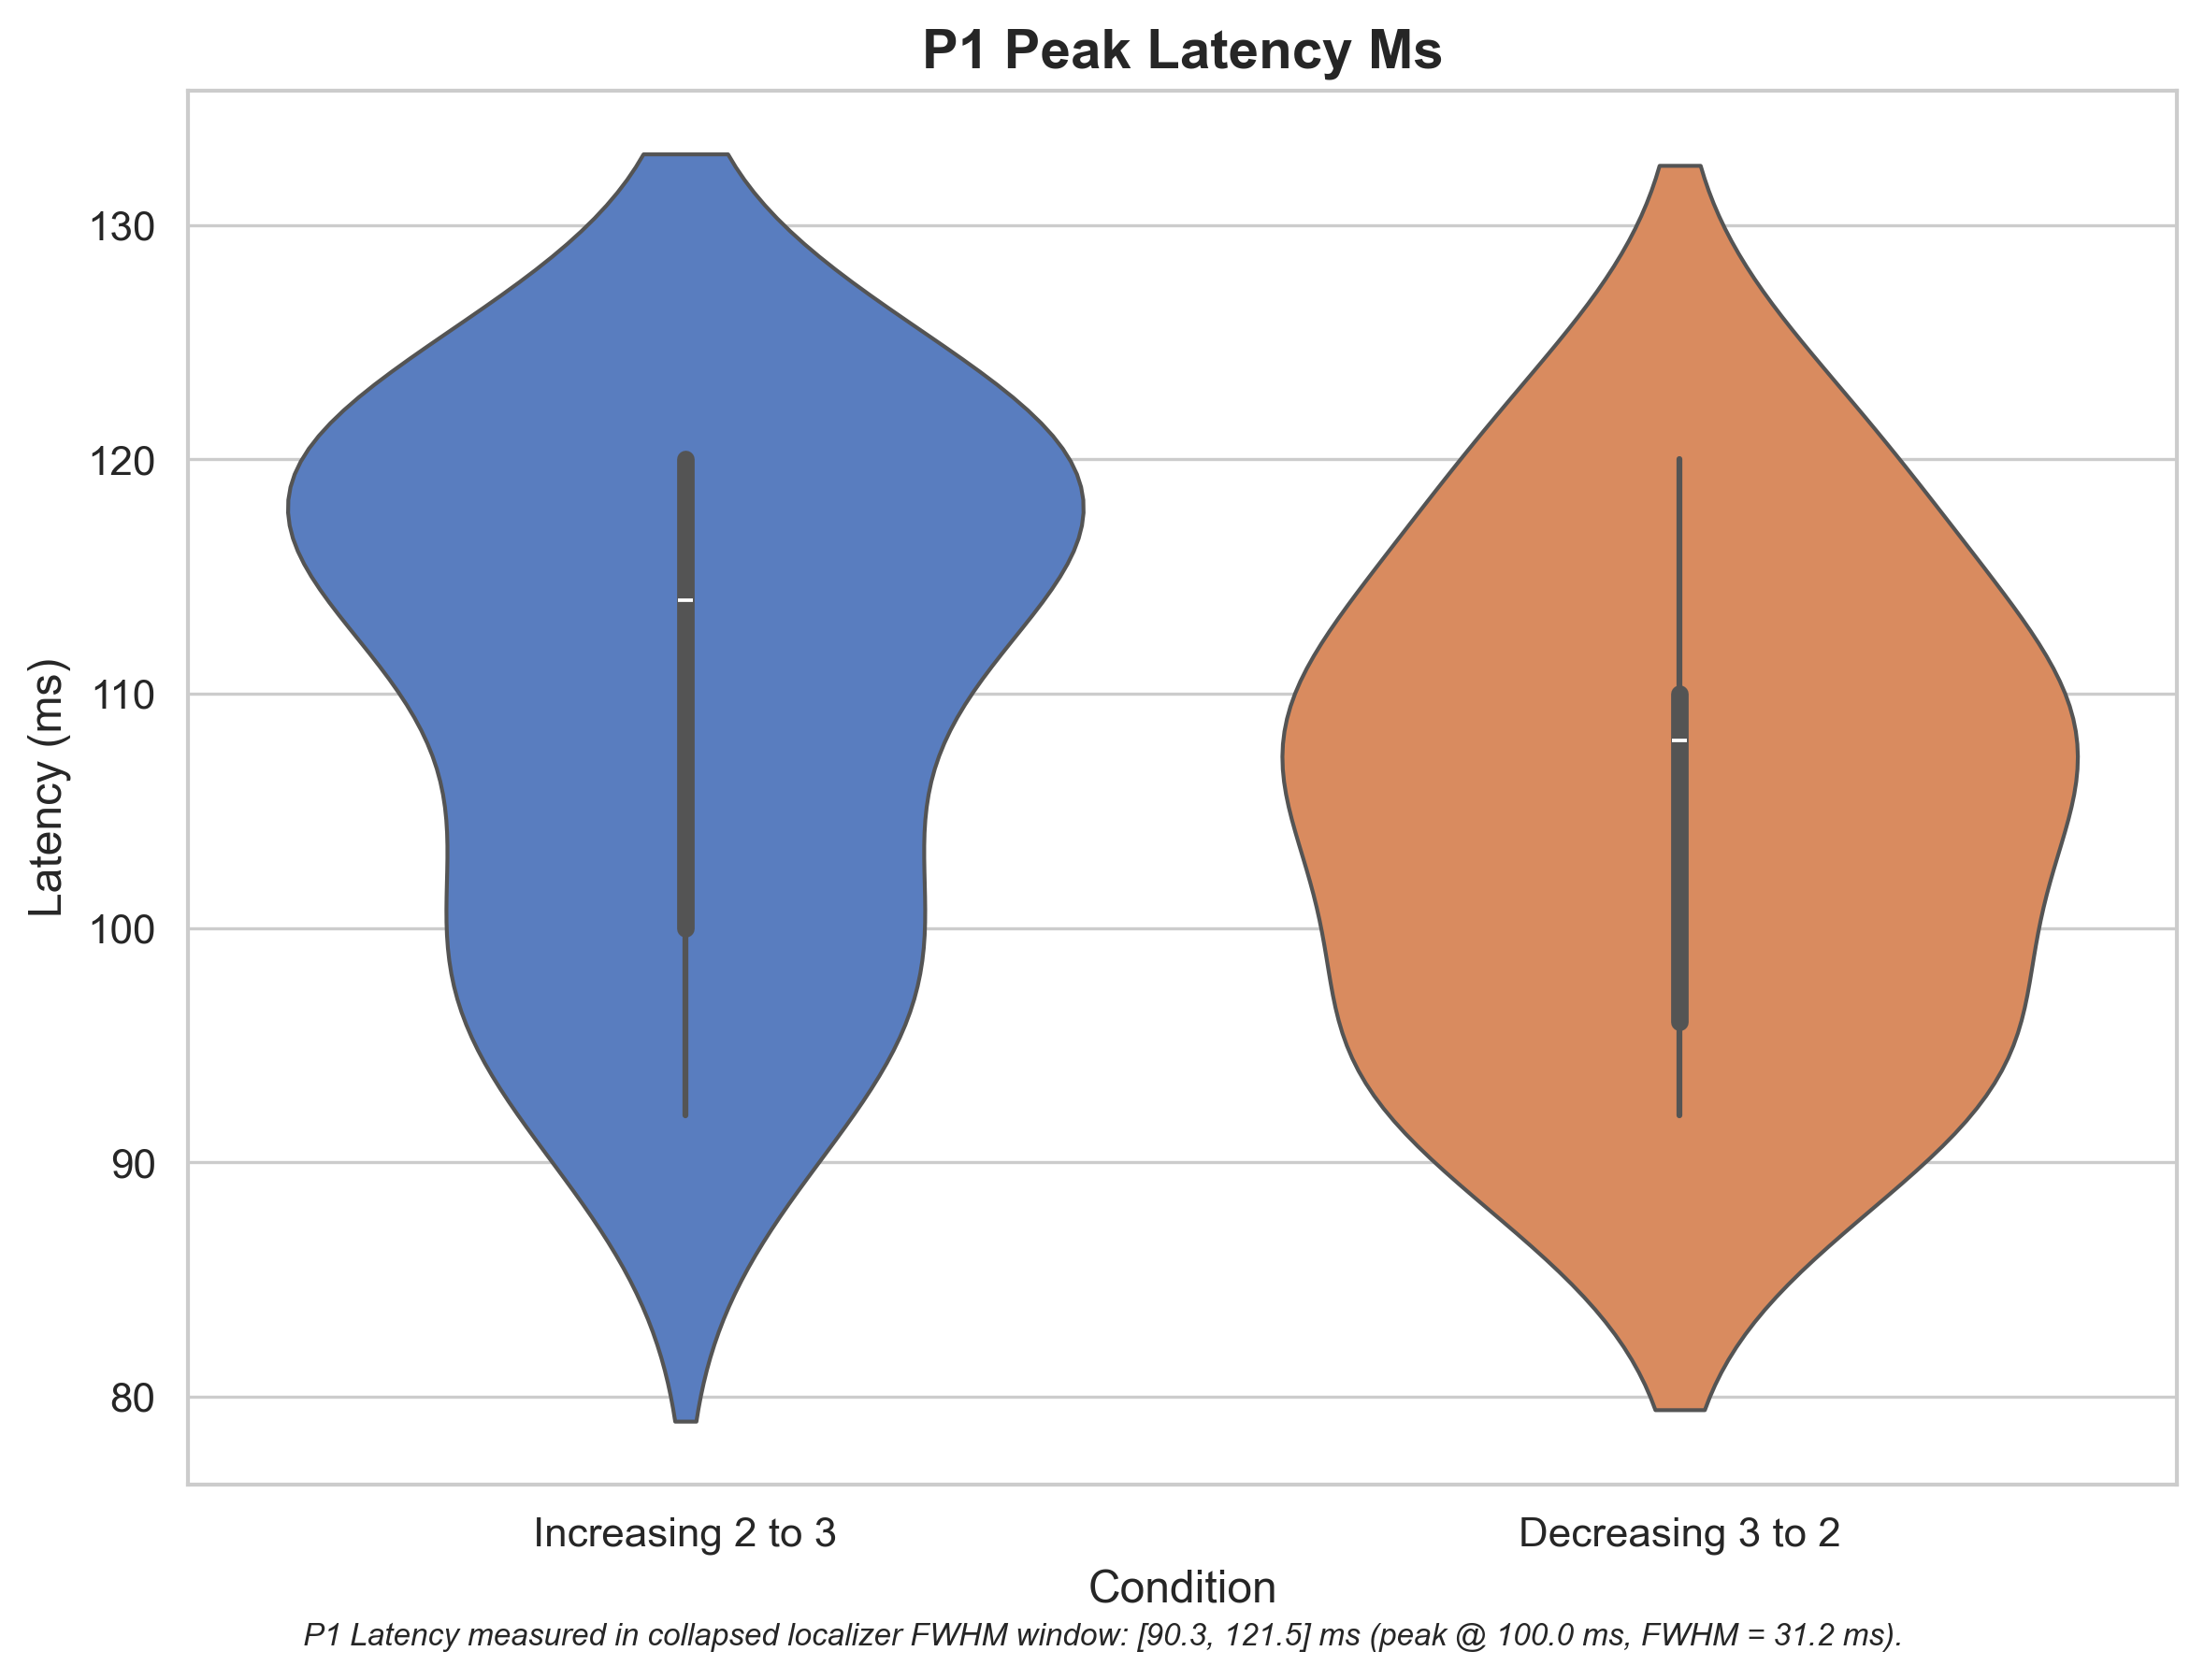 P1 Peak Latency Ms
Latency (ms)
130
120
110
100
90
80
Increasing 2 to 3
Decreasing 3 to 2
Condition
P1 Latency measured in collapsed localizer FWHM window: [90.3, 121.5] ms (peak @ 100.0 ms, FWHM = 31.2 ms).